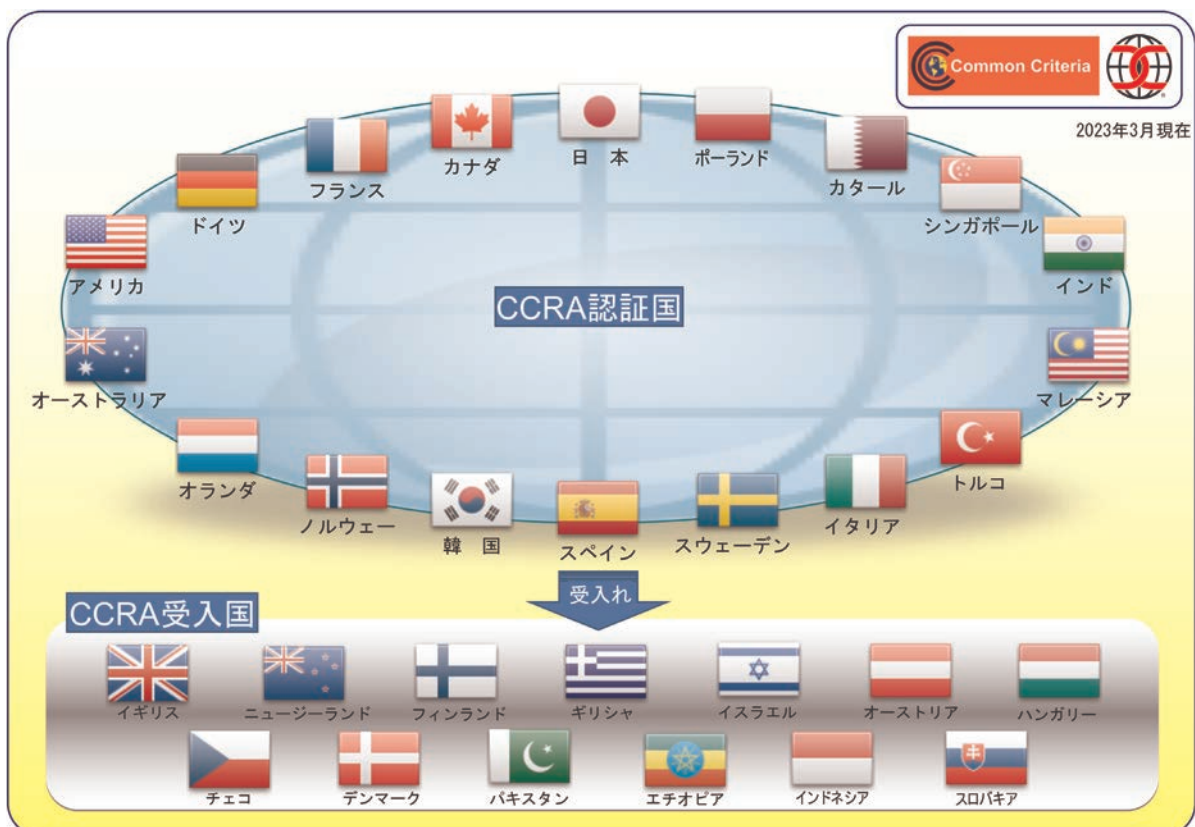 Common Criteria
2023年3月現在
カナダ
日 本
ポーランド
フランス
カタール
ドイツ
シンガポール
アメリカ
インド
CCRA認証国
オーストラリア
マレーシア
オランダ
トルコ
ノルウェー
韓 国
スペイン
スウェーデン
イタリア
受入れ
CCRA受入国
イギリス
ニュージーランド
フィンランド
ギリシャ
イスラエル
オーストリア
ハンガリー
チェコ
デンマーク
パキスタン
エチオピア
インドネシア
スロバキア